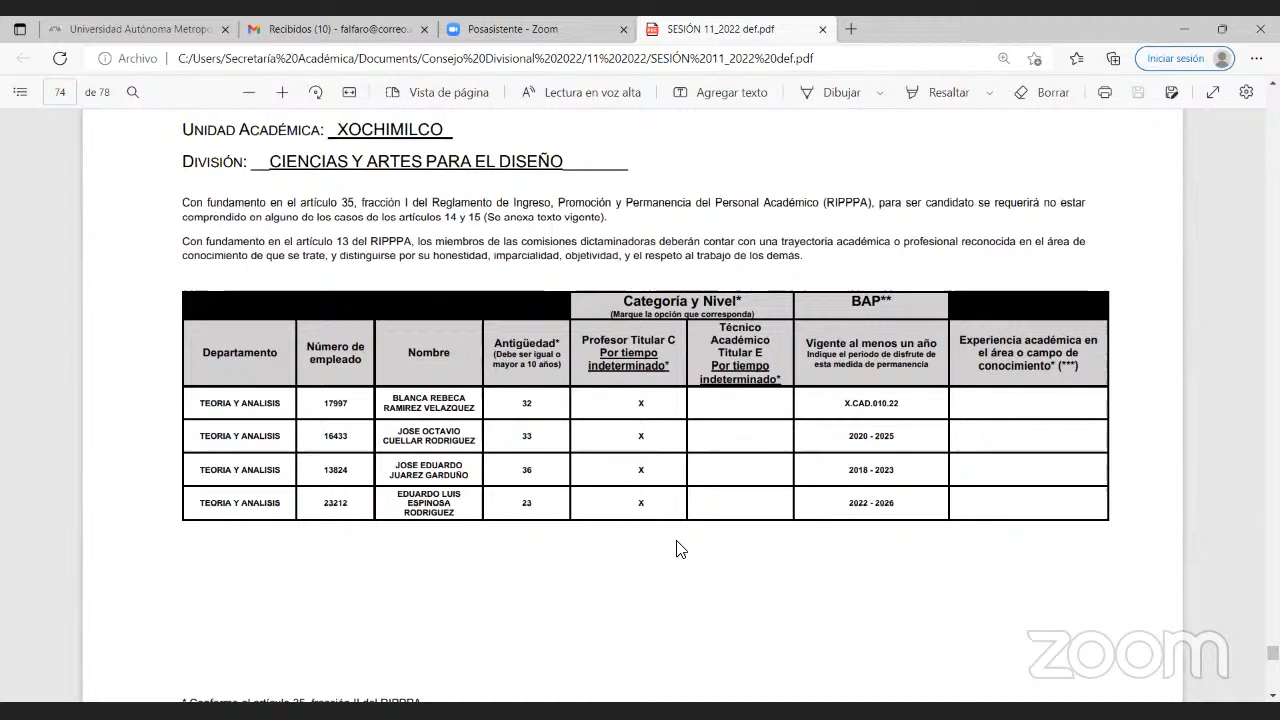 Universidad Autónoma Metropo
Recibidos (10) - falfaro@correo.
Posasistente - Zoom
SESIÓN 11_2022 def.pdf
Archivo
C:/Users/Secretaría%20Académica/Documents/Consejo%20Divisional%202022/11%202022/SESIÓN%2011_2022%20def.pdf
Iniciar sesión
74 de 78
Vista de página
Lectura en voz alta
Agregar texto
Dibujar
Resaltar
Borrar
UNIDAD ACADÉMICA: _XOCHIMILCO_
DIVISIÓN: __CIENCIAS Y ARTES PARA EL DISEÑO_______
Con fundamento en el artículo 35, fracción I del Reglamento de Ingreso, Promoción y Permanencia del Personal Académico (RIPPPA), para ser candidato se requerirá no estar
comprendido en alguno de los casos de los artículos 14 y 15 (Se anexa texto vigente).
Con fundamento en el artículo 13 del RIPPPA, los miembros de las comisiones dictaminadoras deberán contar con una trayectoria académica o profesional reconocida en el área de
conocimiento de que se trate, y distinguirse por su honestidad, imparcialidad, objetividad, y el respeto al trabajo de los demás.
Categoría y Nivel*
(Marque la opción que corresponda)
BAP**
Departamento
Número de
empleado
Nombre
Antigüedad*
(Debe ser igual o
mayor a 10 años)
Profesor Titular C
Por tiempo
indeterminado*
Técnico
Académico
Titular E
Por tiempo
indeterminado*
Vigente al menos un año
Indique el periodo de disfrute de
esta medida de permanencia
Experiencia académica en
el área o campo de
conocimiento* (***)
TEORIA Y ANALISIS
17997
BLANCA REBECA
RAMIREZ VELAZQUEZ
32
X
X.CAD.010.22
TEORIA Y ANALISIS
16433
JOSE OCTAVIO
CUELLAR RODRIGUEZ
33
X
2020 - 2025
TEORIA Y ANALISIS
13824
JOSE EDUARDO
JUAREZ GARDUÑO
36
X
2018 - 2023
TEORIA Y ANALISIS
23212
EDUARDO LUIS
ESPINOSA
RODRIGUEZ
23
X
2022 - 2026
zoom
* Conforme al artículo 35, fracción II del RIPPPA